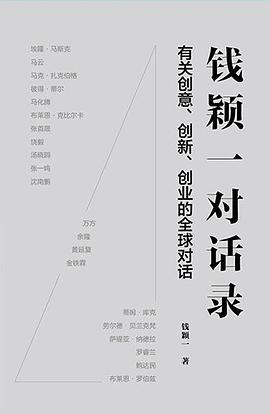 钱颖一对话录
有关创意、创新、创业的全球对话
埃隆·马斯克
马云
马克·扎克伯格
彼得·蒂尔
马化腾
布莱恩·克比尔卡
张首晟
饶毅
汤晓鸥
张一鸣
沈南鹏
万方
余隆
黄延复
金铁霖
蒂姆·库克
劳尔德·贝兰克梵
萨提亚·纳德拉
罗睿兰
鲍达民
布莱恩·罗伯兹
钱颖一 著